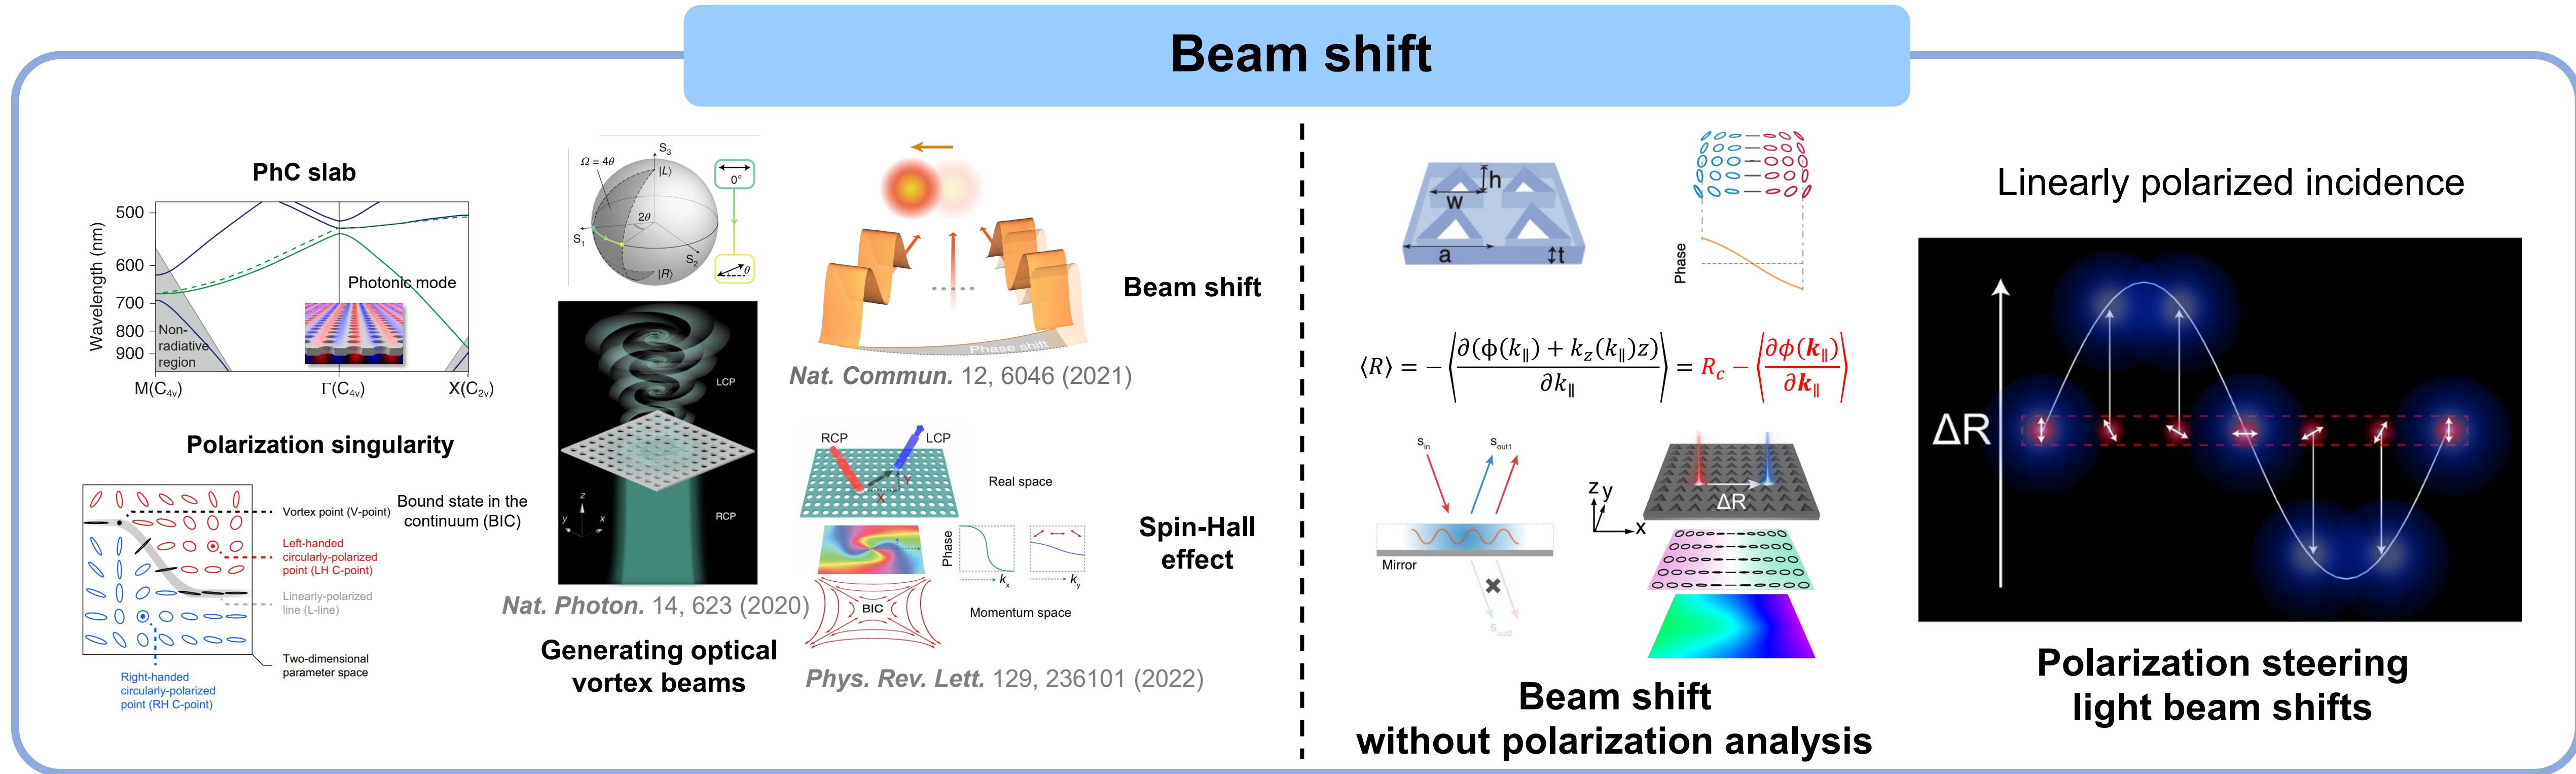 Beam shift
PhC slab
Wavelength (nm)
500
600
700
800
900
Photonic mode
Non-
radiative
region
M(C4v)
Γ(C4v)
X(C2v)
Polarization singularity
Vortex point (V-point)
Bound state in the
continuum (BIC)
Left-handed
circularly-polarized
point (LH C-point)
Linearly-polarized
line (L-line)
Two-dimensional
parameter space
Right-handed
circularly-polarized
point (RH C-point)
Ω = 4θ
S3
|L⟩
0°
2θ
S1
S2
|R⟩
θ
LCP
z
y
x
RCP
Nat. Photon. 14, 623 (2020)
Generating optical
vortex beams
Phase shift
Beam shift
Nat. Commun. 12, 6046 (2021)
RCP
LCP
Y
X
Real space
Phase
kx
ky
BIC
Momentum space
Spin-Hall
effect
Phys. Rev. Lett. 129, 236101 (2022)
h
w
a
t
Phase
⟨R⟩ = −⟨∂(ϕ(k∥) + kz(k∥)z)/∂k∥⟩ = Rc − ⟨∂ϕ(k∥)/∂k∥⟩
Sin
Sout1
Mirror
Sout2
z
y
x
ΔR
Beam shift
without polarization analysis
Linearly polarized incidence
ΔR
Polarization steering
light beam shifts